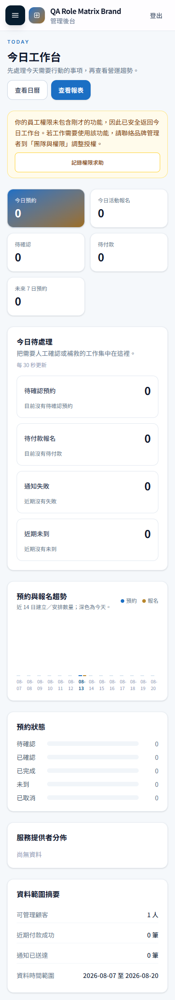 QA Role Matrix Brand
管理後台
登出
TODAY
今日工作台
先處理今天需要行動的事項，再查看營運趨勢。
查看日曆
查看報表
你的員工權限未包含剛才的功能，因此已安全返回今
日工作台。若工作需要使用該功能，請聯絡品牌管理
者到「團隊與權限」調整授權。
記錄權限求助
今日預約
0
今日活動報名
0
待確認
0
待付款
0
未來 7 日預約
0
今日待處理
把需要人工確認或補救的工作集中在這裡。
每 30 秒更新
待確認預約
0
目前沒有待確認預約
待付款報名
0
目前沒有待付款
通知失敗
0
近期沒有失敗
近期未到
0
近期沒有未到
預約與報名趨勢
近 14 日建立／安排數量；深色為今天。
預約
報名
08-07
08-08
08-09
08-10
08-11
08-12
08-13
08-14
08-15
08-16
08-17
08-18
08-19
08-20
預約狀態
待確認 0
已確認 0
已完成 0
未到 0
已取消 0
服務提供者分佈
尚無資料
資料範圍摘要
可管理顧客 1 人
近期付款成功 0 筆
通知已送達 0 筆
資料時間範圍 2026-08-07 至 2026-08-20